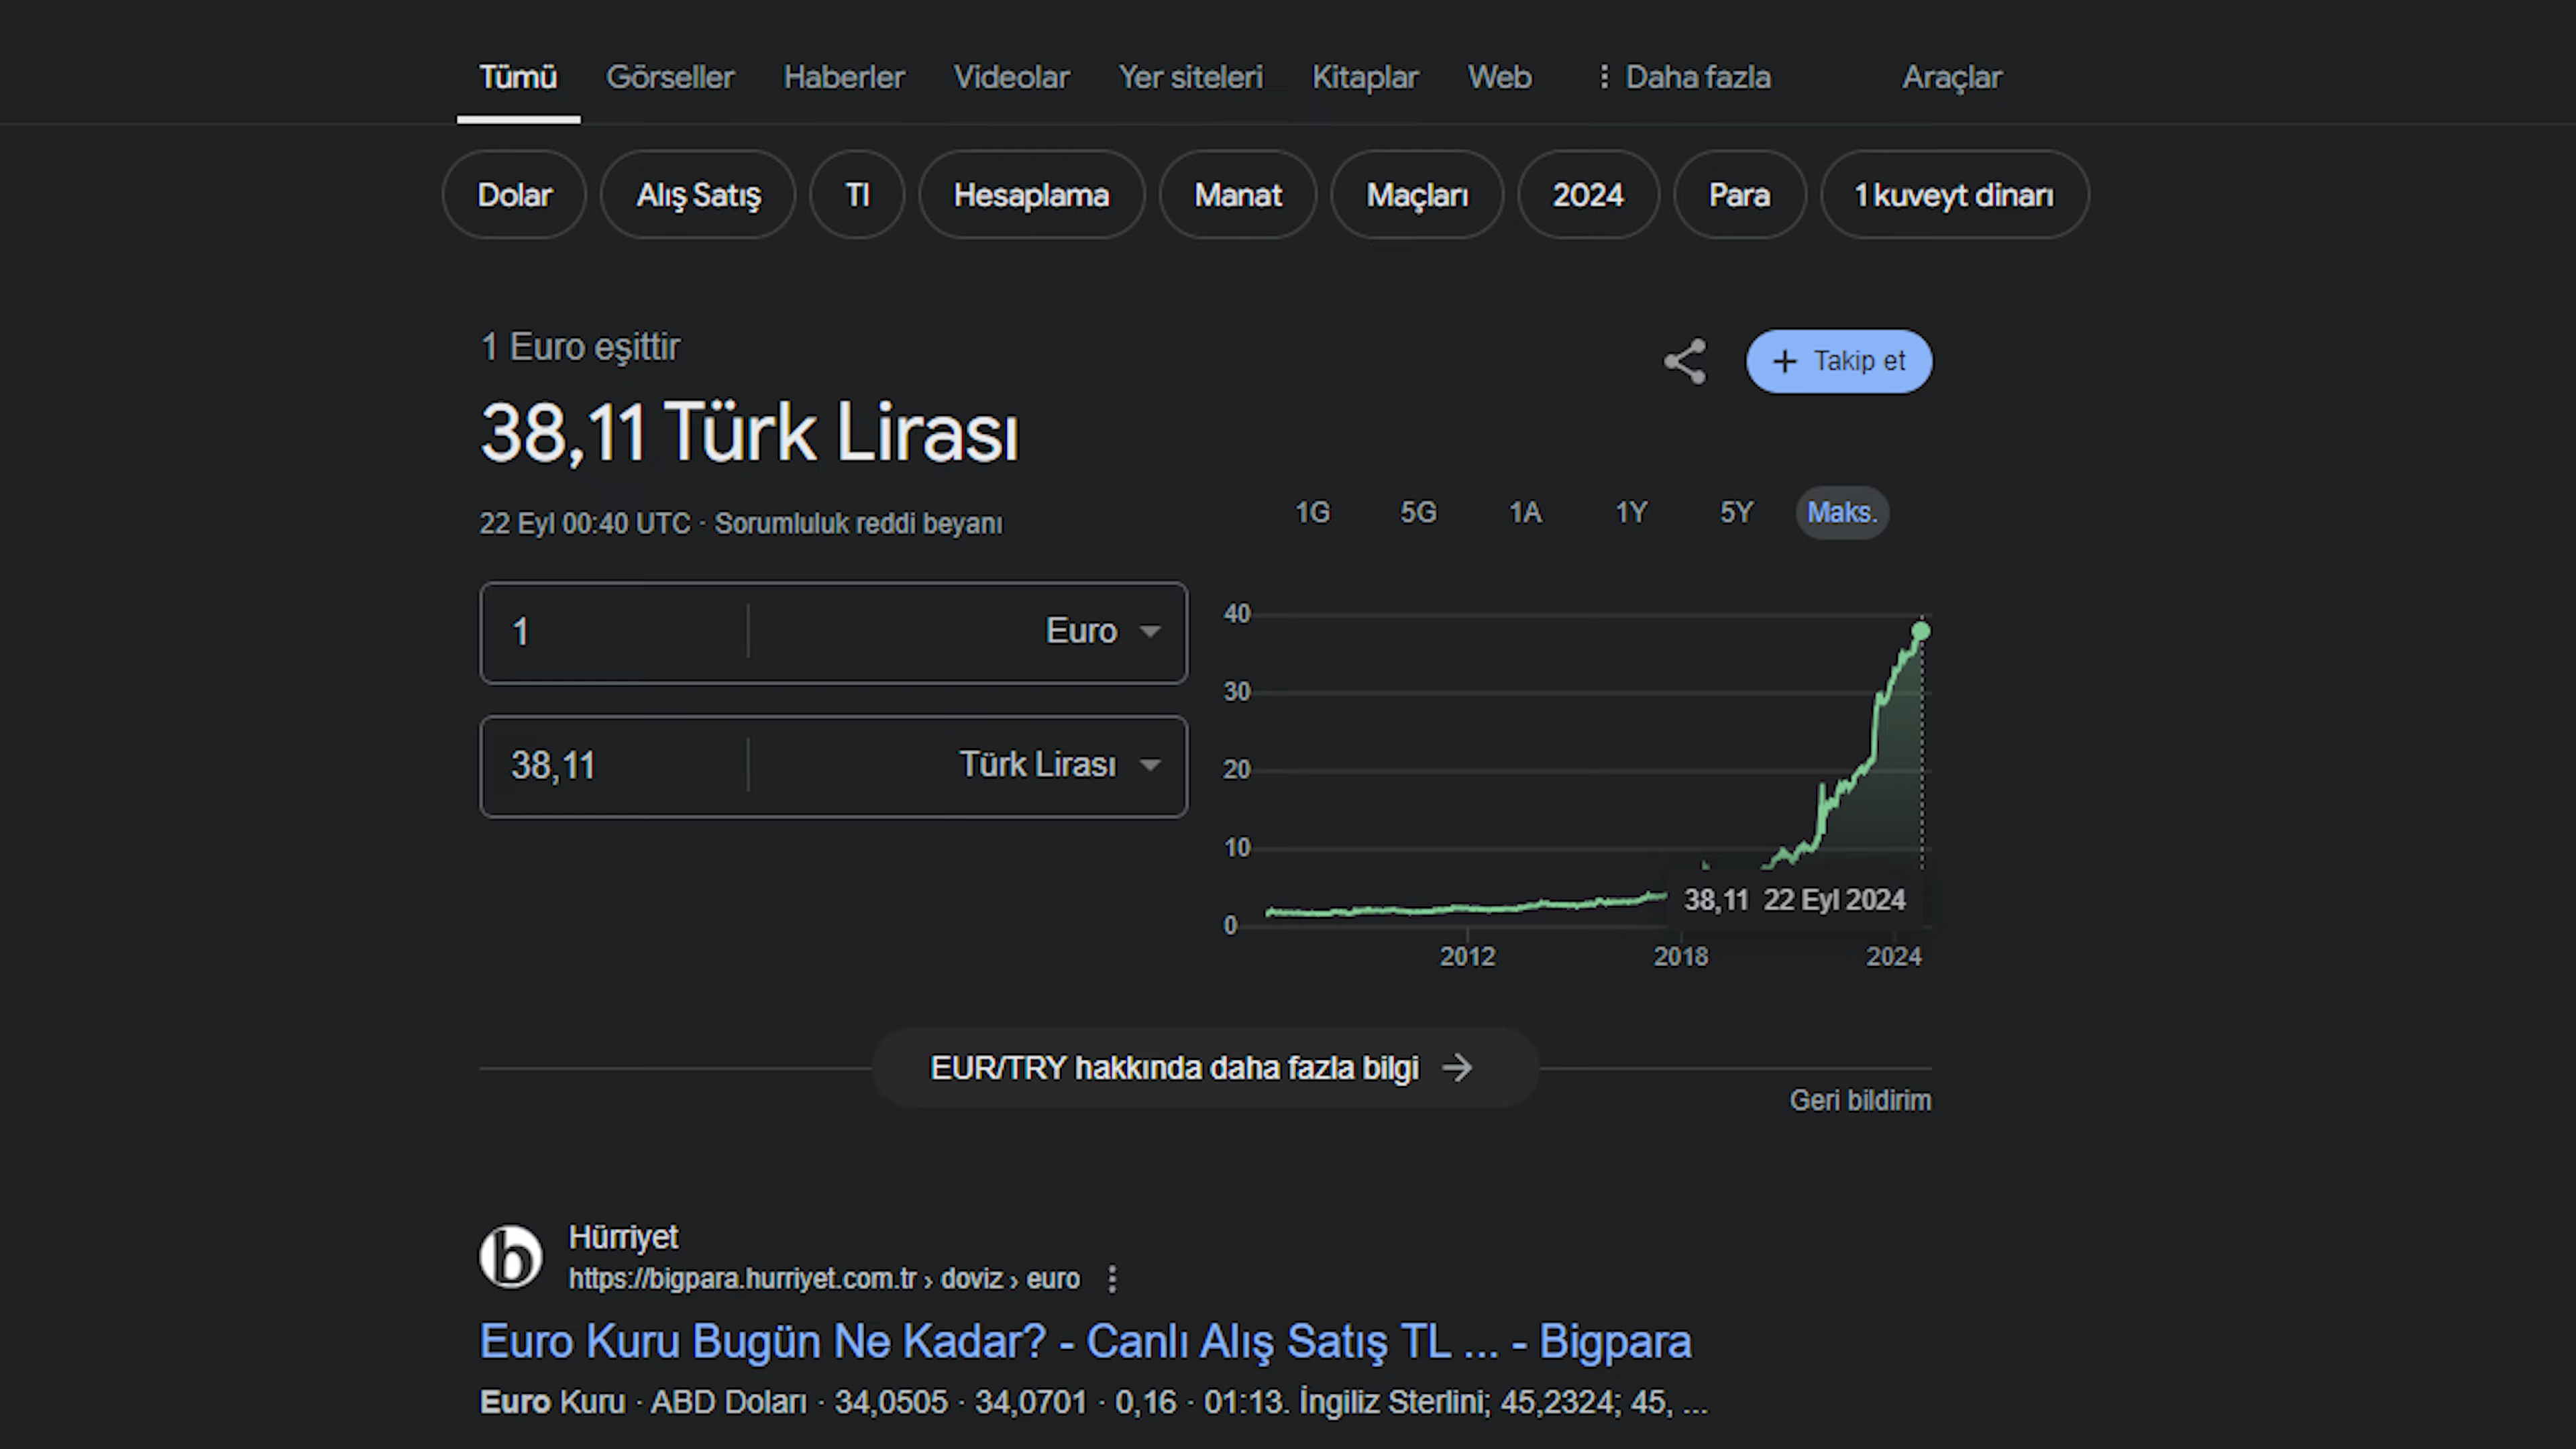 Tümü Görseller Haberler Videolar Yer siteleri Kitaplar Web Daha fazla Araçlar
Dolar Alış Satış Tl Hesaplama Manat Maçları 2024 Para 1 kuveyt dinarı
1 Euro eşittir
Takip et
38,11 Türk Lirası
22 Eyl 00:40 UTC · Sorumluluk reddi beyanı
1G 5G 1A 1Y 5Y Maks.
1 Euro
38,11 Türk Lirası
40
30
20
10
0
38,11 22 Eyl 2024
2012 2018 2024
EUR/TRY hakkında daha fazla bilgi
Geri bildirim
Hürriyet
https://bigpara.hurriyet.com.tr › doviz › euro
Euro Kuru Bugün Ne Kadar? - Canlı Alış Satış TL ... - Bigpara
Euro Kuru · ABD Doları · 34,0505 · 34,0701 · 0,16 · 01:13. İngiliz Sterlini; 45,2324; 45, ...